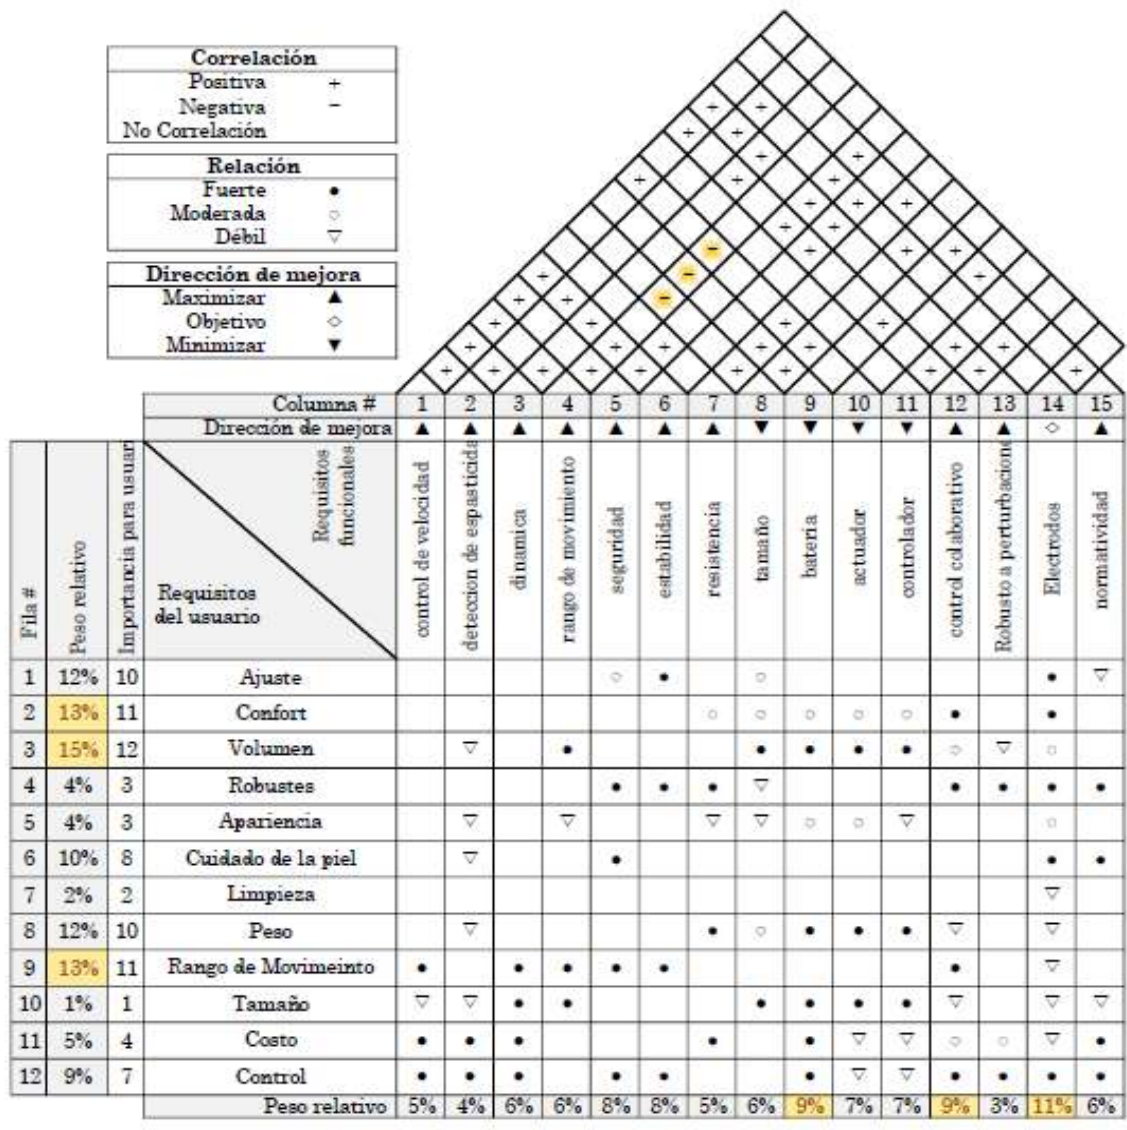 Correlación
Positiva +
Negativa −
No Correlación
Relación
Fuerte ●
Moderada ○
Débil ▽
Dirección de mejora
Maximizar ▲
Objetivo ◇
Minimizar ▼
Columna # 1 2 3 4 5 6 7 8 9 10 11 12 13 14 15
Dirección de mejora ▲ ▲ ▲ ▲ ▲ ▲ ▲ ▼ ▼ ▼ ▼ ▲ ▲ ◇ ▲
Fila #
Peso relativo
Importancia para usuari
Requisitos
funcionales
Requisitos
del usuario
control de velocidad
deteccion de espasticida
dinamica
rango de movimiento
seguridad
estabilidad
resistencia
tamaño
bateria
actuador
controlador
control colaborativo
Robusto a perturbacione
Electrodos
normatividad
1 12% 10 Ajuste ○ ● ○ ● ▽
2 13% 11 Confort ○ ○ ○ ○ ○ ● ●
3 15% 12 Volumen ▽ ● ● ● ● ● ○ ▽ ○
4 4% 3 Robustes ● ● ● ▽ ● ● ● ●
5 4% 3 Apariencia ▽ ▽ ▽ ▽ ○ ○ ▽ ○
6 10% 8 Cuidado de la piel ▽ ● ● ●
7 2% 2 Limpieza ▽
8 12% 10 Peso ▽ ● ○ ● ● ● ▽ ▽
9 13% 11 Rango de Movimeinto ● ● ● ● ● ● ▽
10 1% 1 Tamaño ▽ ▽ ● ● ● ● ● ● ▽ ▽ ▽
11 5% 4 Costo ● ● ● ● ● ▽ ▽ ○ ○ ▽ ●
12 9% 7 Control ● ● ● ● ● ● ▽ ▽ ● ● ● ●
Peso relativo 5% 4% 6% 6% 8% 8% 5% 6% 9% 7% 7% 9% 3% 11% 6%